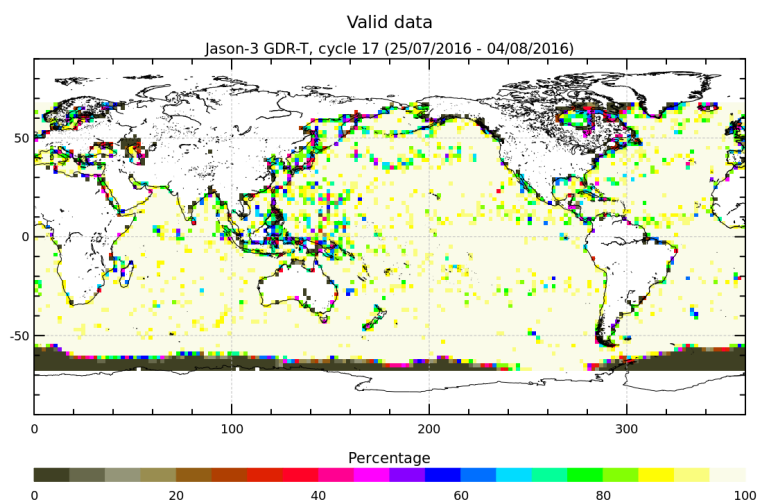 Valid data
Jason-3 GDR-T, cycle 17 (25/07/2016 - 04/08/2016)
50
0
-50
0 100 200 300
Percentage
0 20 40 60 80 100